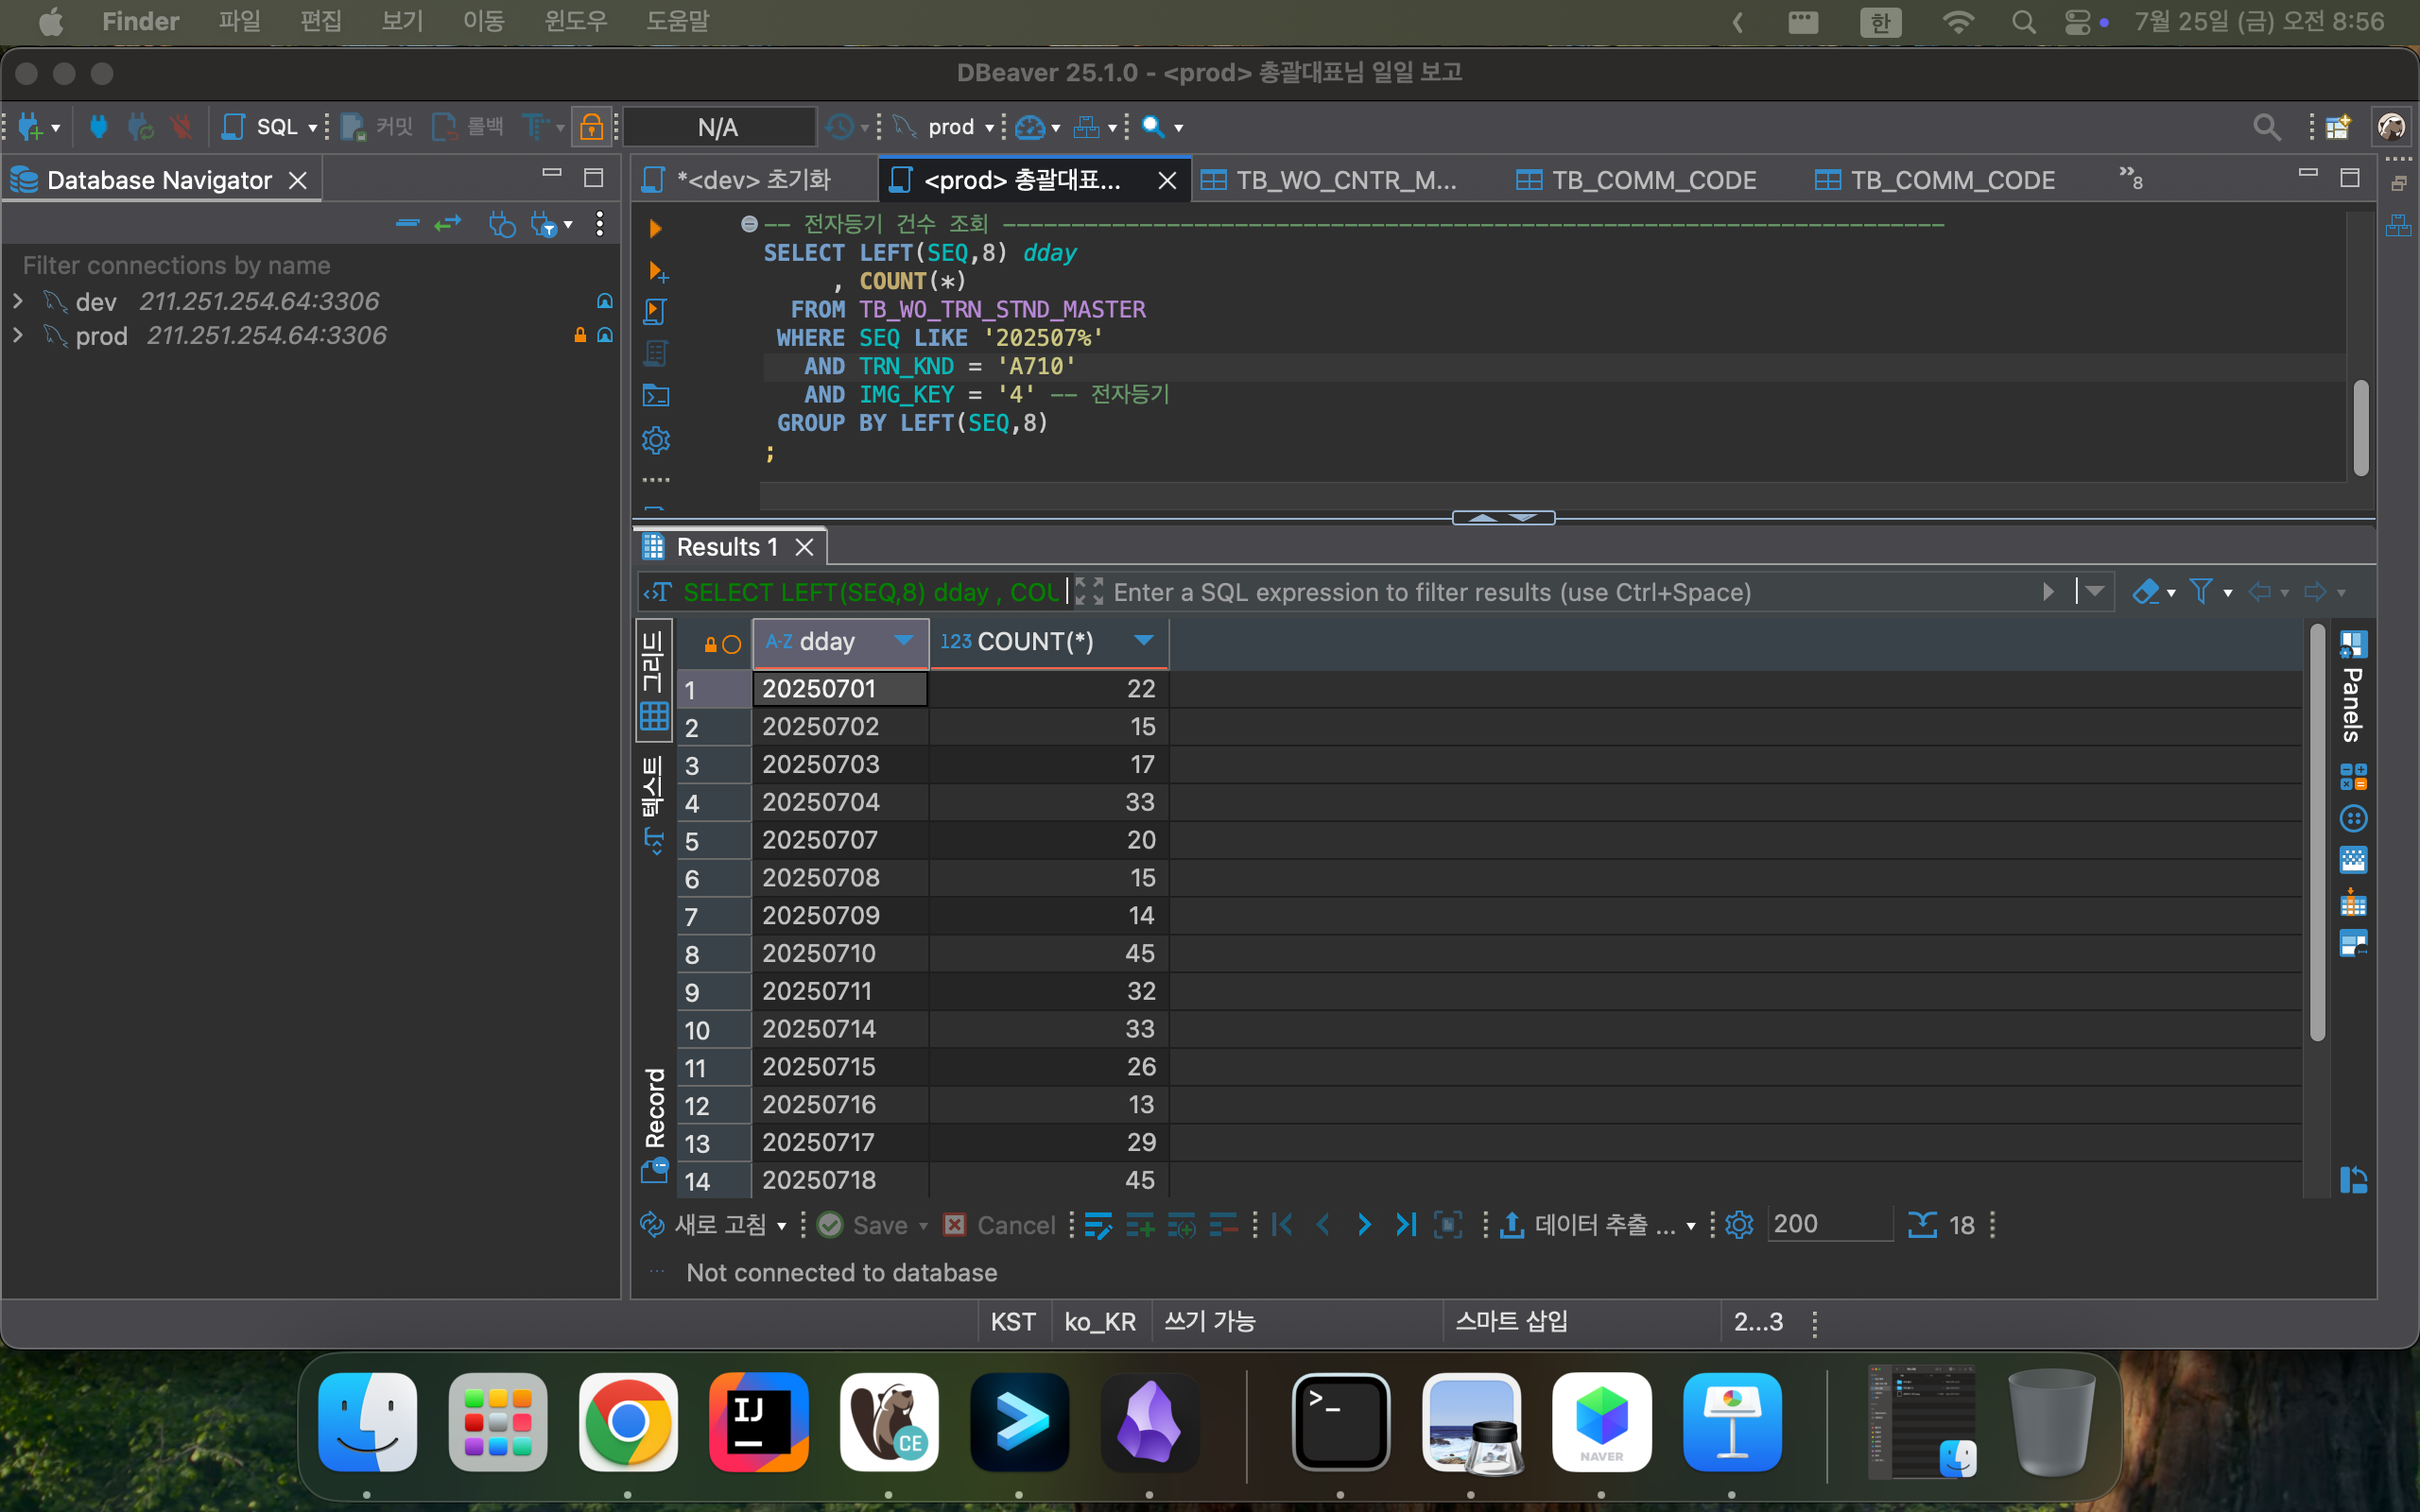 Finder 파일 편집 보기 이동 윈도우 도움말 한 7월 25일 (금) 오전 8:56
DBeaver 25.1.0 - <prod> 총괄대표님 일일 보고
SQL 커밋 롤백 N/A prod
Database Navigator
*<dev> 초기화 <prod> 총괄대표... TB_WO_CNTR_M... TB_COMM_CODE TB_COMM_CODE »8
Filter connections by name
dev 211.251.254.64:3306
prod 211.251.254.64:3306
-- 전자등기 건수 조회 ----------------------------------------------------------------------
SELECT LEFT(SEQ,8) dday
, COUNT(*)
FROM TB_WO_TRN_STND_MASTER
WHERE SEQ LIKE '202507%'
AND TRN_KND = 'A710'
AND IMG_KEY = '4' -- 전자등기
GROUP BY LEFT(SEQ,8)
;
Results 1
SELECT LEFT(SEQ,8) dday , COU Enter a SQL expression to filter results (use Ctrl+Space)
그리드
텍스트
Record
Panels
A-Z dday 123 COUNT(*)
1 20250701 22
2 20250702 15
3 20250703 17
4 20250704 33
5 20250707 20
6 20250708 15
7 20250709 14
8 20250710 45
9 20250711 32
10 20250714 33
11 20250715 26
12 20250716 13
13 20250717 29
14 20250718 45
새로 고침 Save Cancel 데이터 추출 ... 200 18
Not connected to database
KST ko_KR 쓰기 가능 스마트 삽입 2...3
IJ CE >_ NAVER